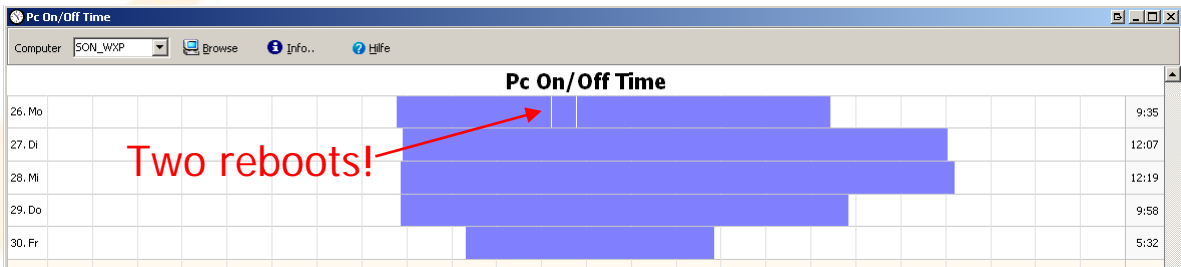 Pc On/Off Time
Computer SON_WXP Browse Info.. Hilfe
Pc On/Off Time
26. Mo 9:35
27. Di 12:07
Two reboots!
28. Mi 12:19
29. Do 9:58
30. Fr 5:32